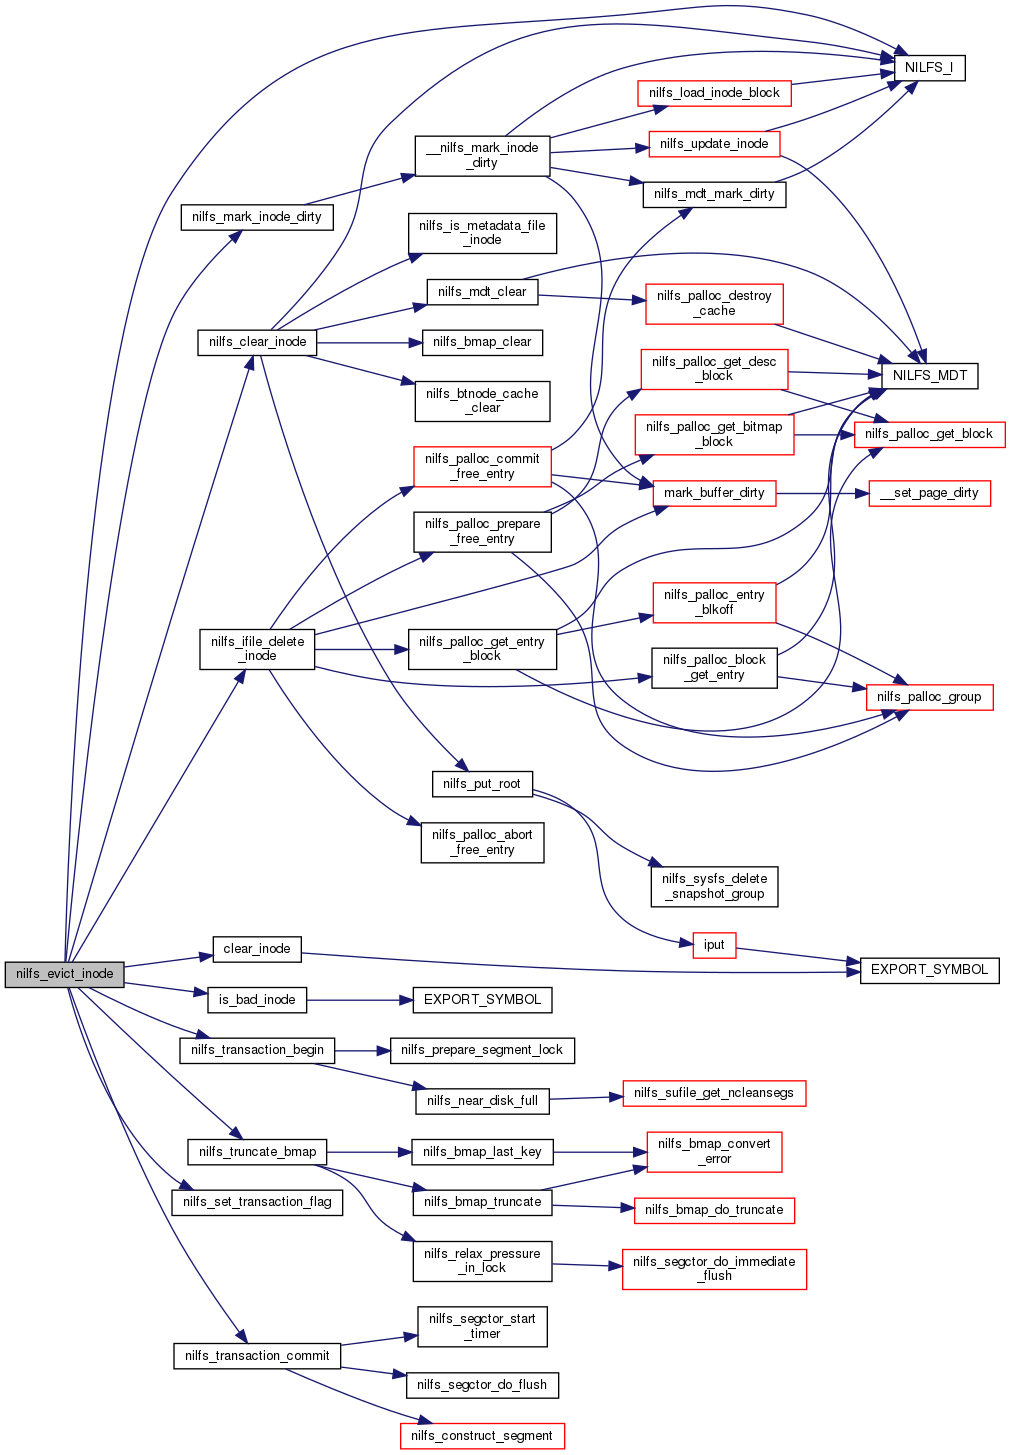 NILFS_I
nilfs_load_inode_block
nilfs_update_inode
__nilfs_mark_inode
_dirty
nilfs_mdt_mark_dirty
nilfs_mark_inode_dirty
nilfs_is_metadata_file
_inode
nilfs_mdt_clear
nilfs_palloc_destroy
_cache
nilfs_clear_inode
nilfs_bmap_clear
nilfs_palloc_get_desc
_block
NILFS_MDT
nilfs_btnode_cache
_clear
nilfs_palloc_get_bitmap
_block
nilfs_palloc_get_block
nilfs_palloc_commit
_free_entry
mark_buffer_dirty
__set_page_dirty
nilfs_palloc_prepare
_free_entry
nilfs_palloc_entry
_blkoff
nilfs_ifile_delete
_inode
nilfs_palloc_get_entry
_block
nilfs_palloc_block
_get_entry
nilfs_palloc_group
nilfs_put_root
nilfs_palloc_abort
_free_entry
nilfs_sysfs_delete
_snapshot_group
iput
clear_inode
EXPORT_SYMBOL
nilfs_evict_inode
is_bad_inode
EXPORT_SYMBOL
nilfs_transaction_begin
nilfs_prepare_segment_lock
nilfs_near_disk_full
nilfs_sufile_get_ncleansegs
nilfs_truncate_bmap
nilfs_bmap_last_key
nilfs_bmap_convert
_error
nilfs_set_transaction_flag
nilfs_bmap_truncate
nilfs_bmap_do_truncate
nilfs_relax_pressure
_in_lock
nilfs_segctor_do_immediate
_flush
nilfs_segctor_start
_timer
nilfs_transaction_commit
nilfs_segctor_do_flush
nilfs_construct_segment